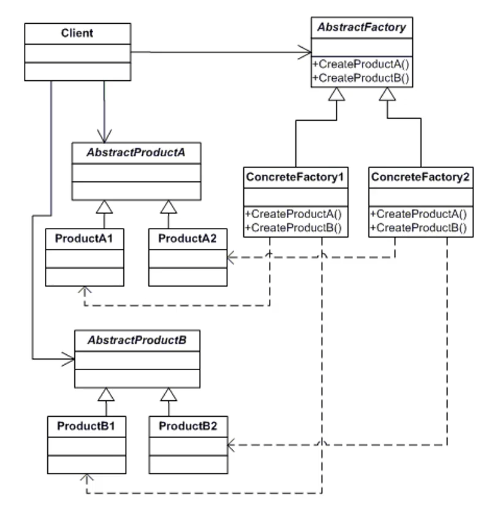 Client
AbstractFactory
+CreateProductA()
+CreateProductB()
AbstractProductA
ConcreteFactory1
+CreateProductA()
+CreateProductB()
ConcreteFactory2
+CreateProductA()
+CreateProductB()
ProductA1
ProductA2
AbstractProductB
ProductB1
ProductB2